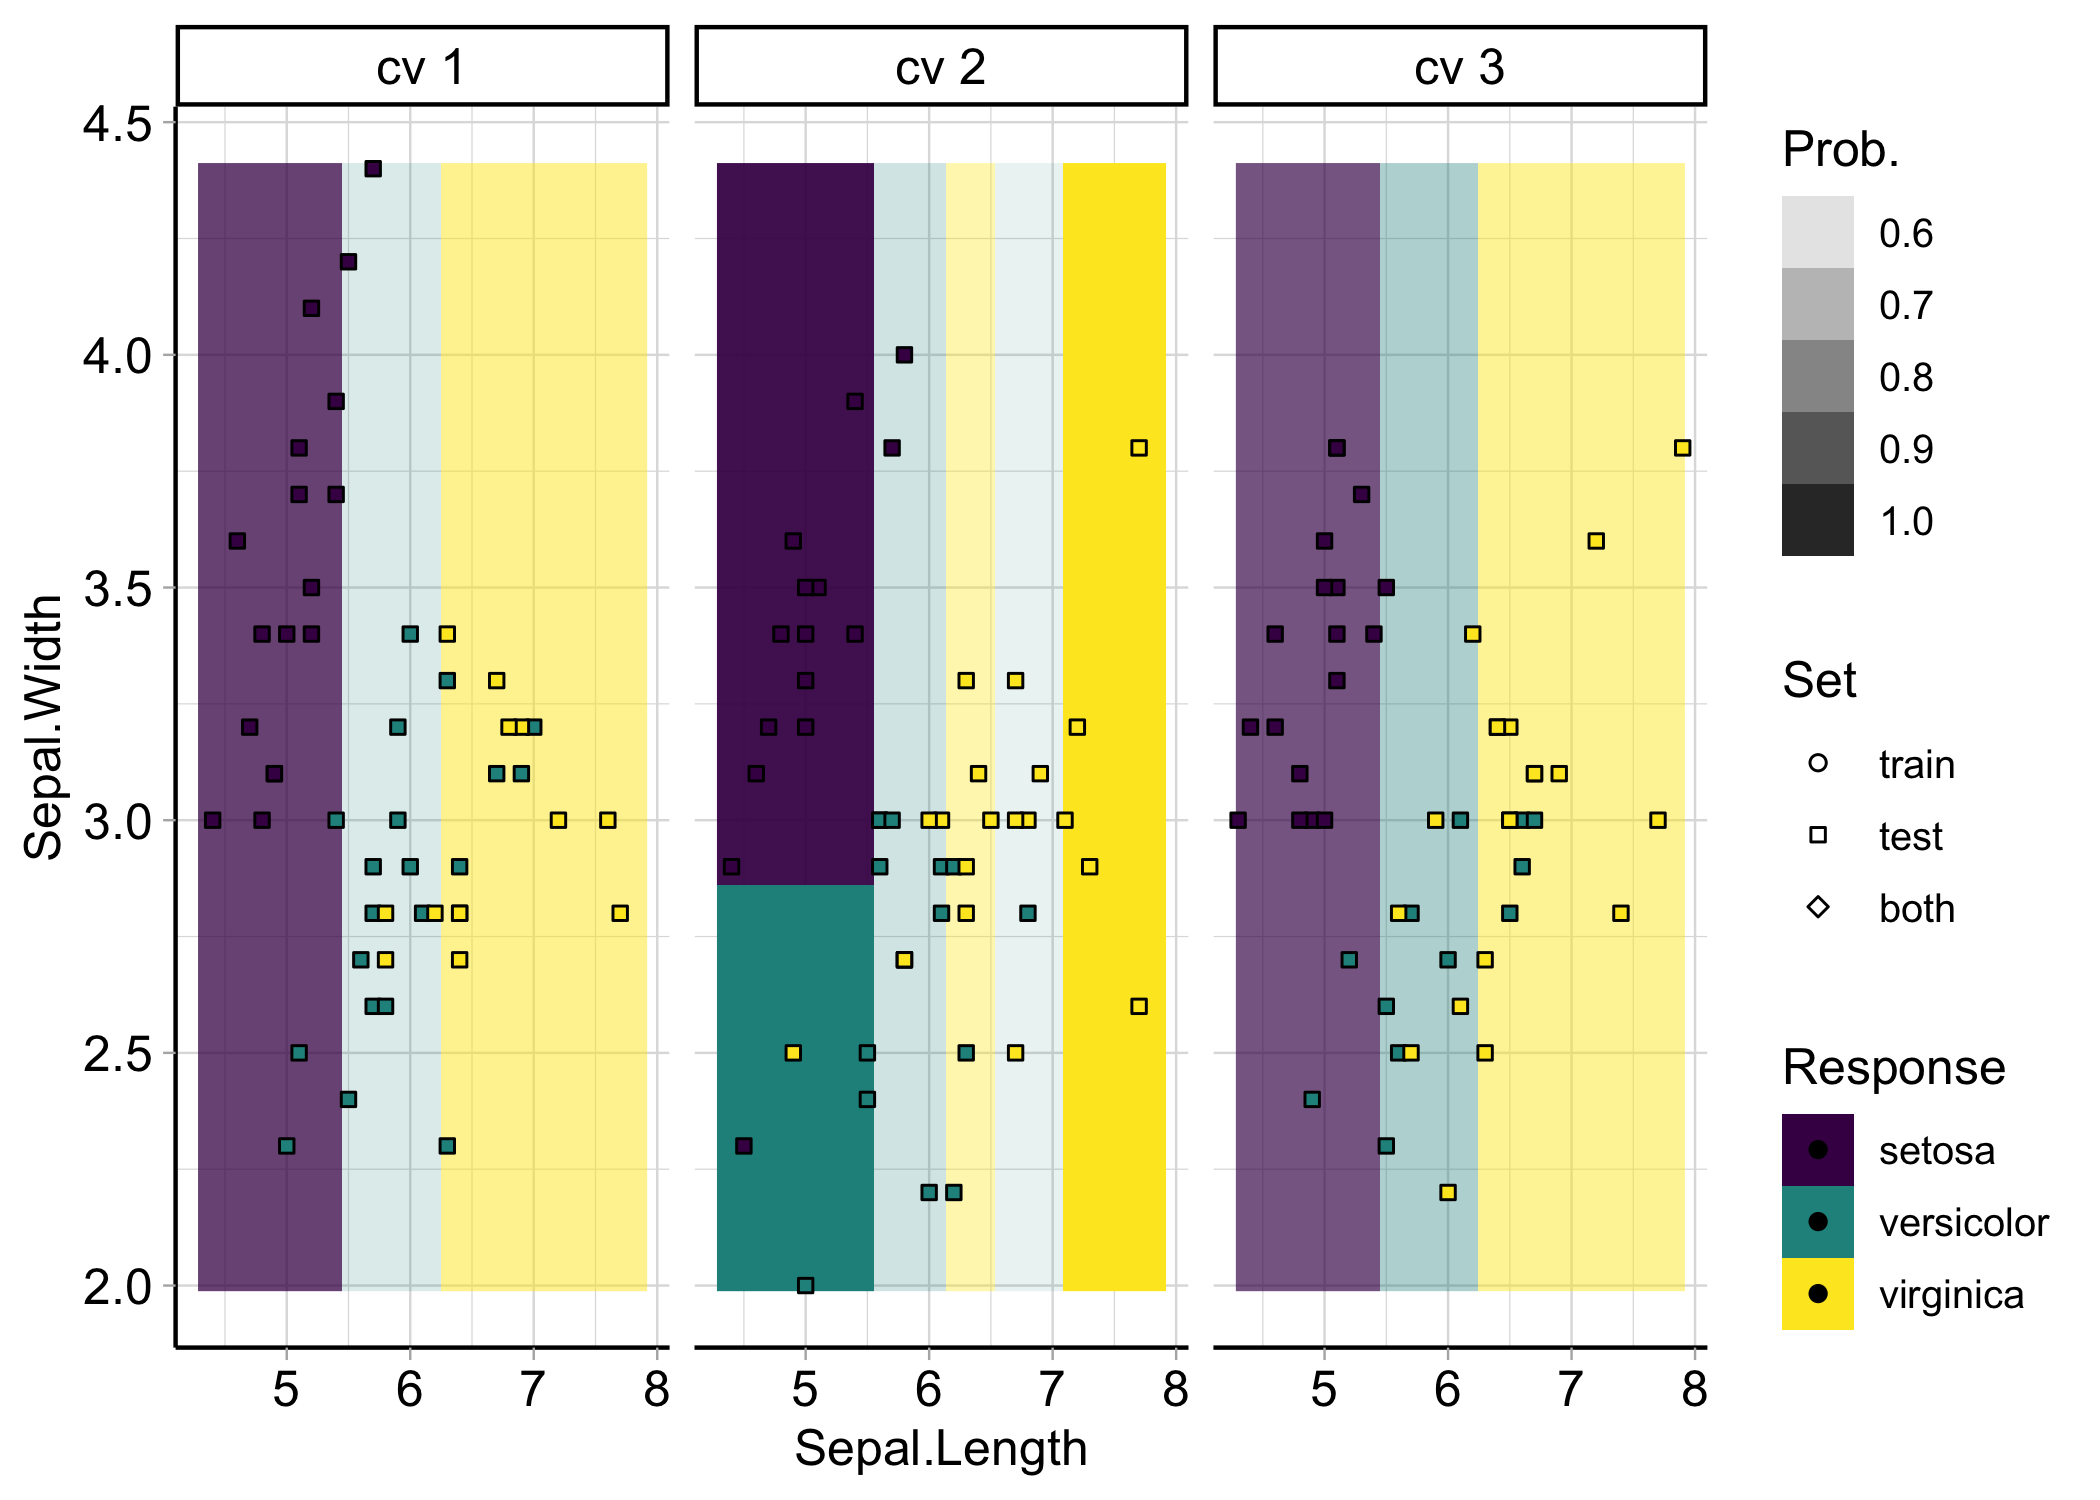 cv 1 cv 2 cv 3
4.5
4.0
3.5
3.0
2.5
2.0
Sepal.Width
5 6 7 8 5 6 7 8 5 6 7 8
Sepal.Length
Prob.
0.6
0.7
0.8
0.9
1.0
Set
train
test
both
Response
setosa
versicolor
virginica